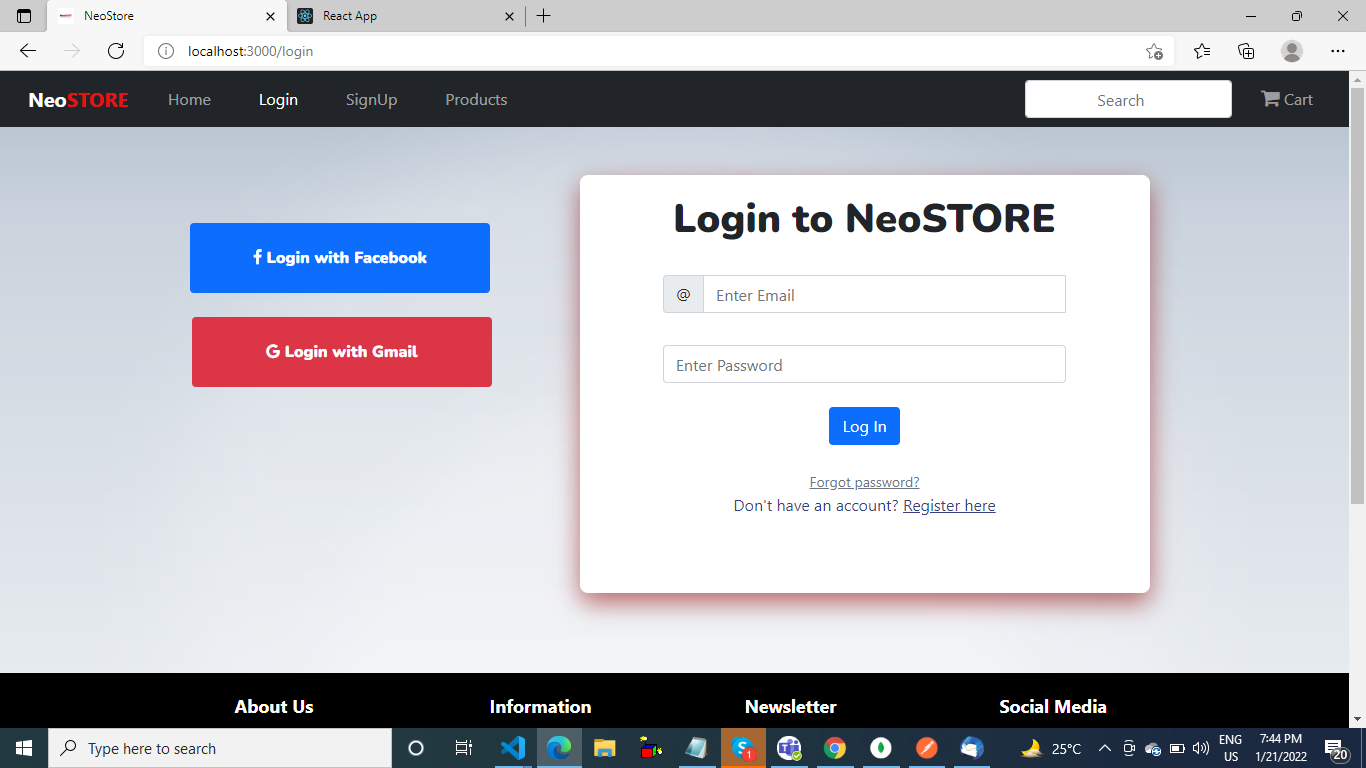 NeoStore
React App
localhost:3000/login
NeoSTORE
Home
Login
SignUp
Products
Search
Cart
Login to NeoSTORE
Login with Facebook
@
Enter Email
Login with Gmail
Enter Password
Log In
Forgot password?
Don't have an account? Register here
About Us
Information
Newsletter
Social Media
Type here to search
S
1
25°C
ENG
US
7:44 PM
1/21/2022
20